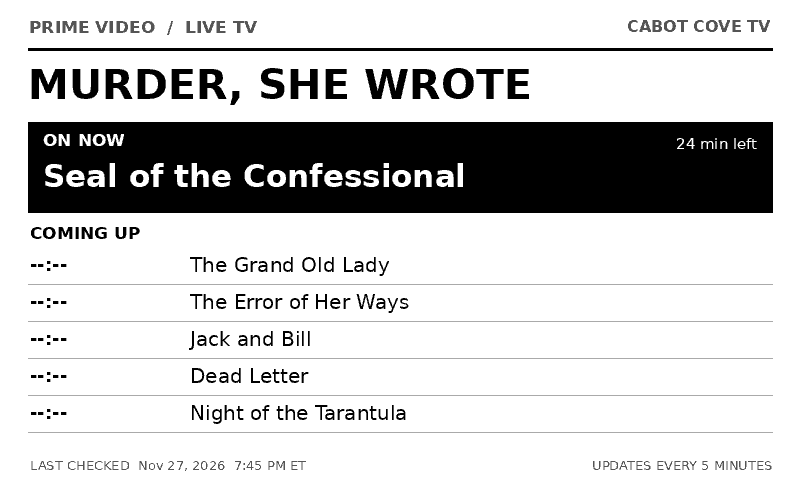 PRIME VIDEO / LIVE TV
CABOT COVE TV
MURDER, SHE WROTE
ON NOW
24 min left
Seal of the Confessional
COMING UP
--:-- The Grand Old Lady
--:-- The Error of Her Ways
--:-- Jack and Bill
--:-- Dead Letter
--:-- Night of the Tarantula
LAST CHECKED Nov 27, 2026 7:45 PM ET
UPDATES EVERY 5 MINUTES